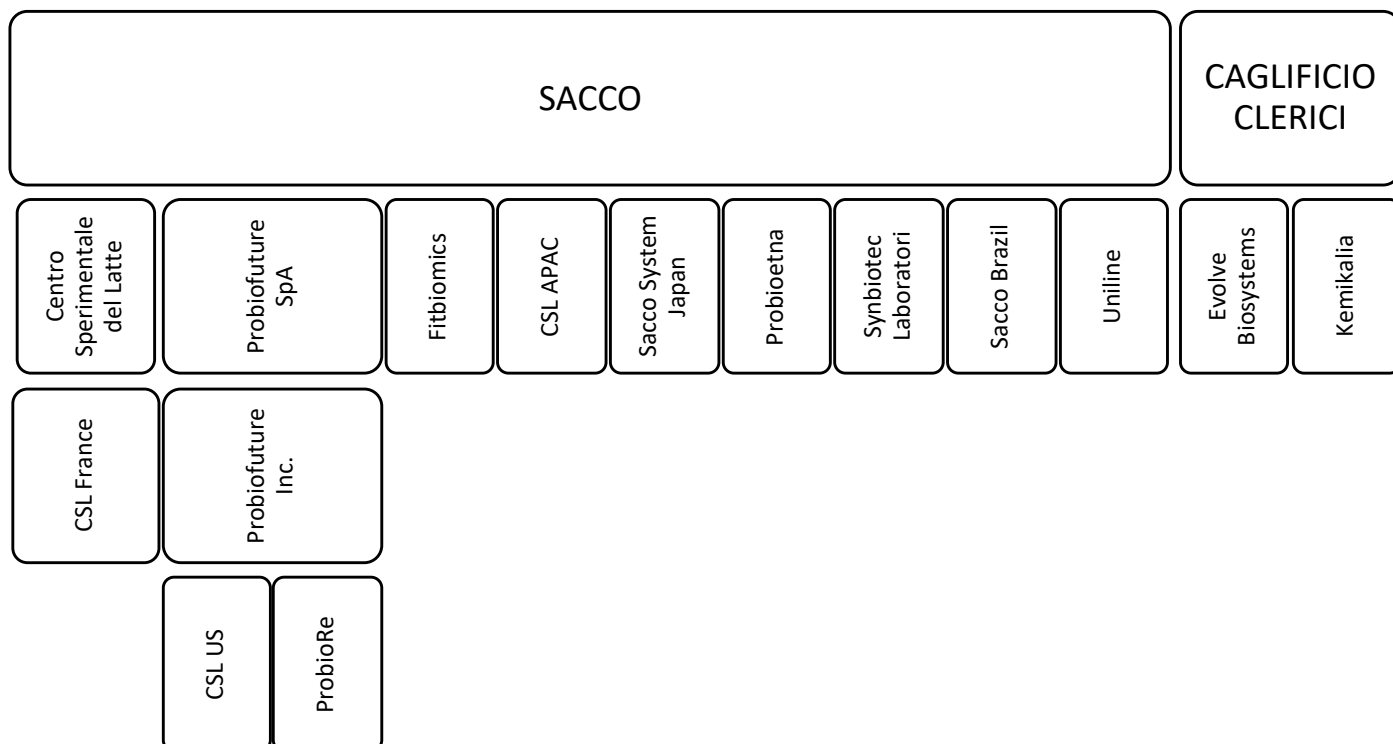 SACCO
CAGLIFICIO
CLERICI
Centro
Sperimentale
del Latte
Probiofuture
SpA
Fitbiomics
CSL APAC
Sacco System
Japan
Probioetna
Synbiotec
Laboratori
Sacco Brazil
Uniline
Evolve
Biosystems
Kemikalia
CSL France
Probiofuture
Inc.
CSL US
ProbioRe